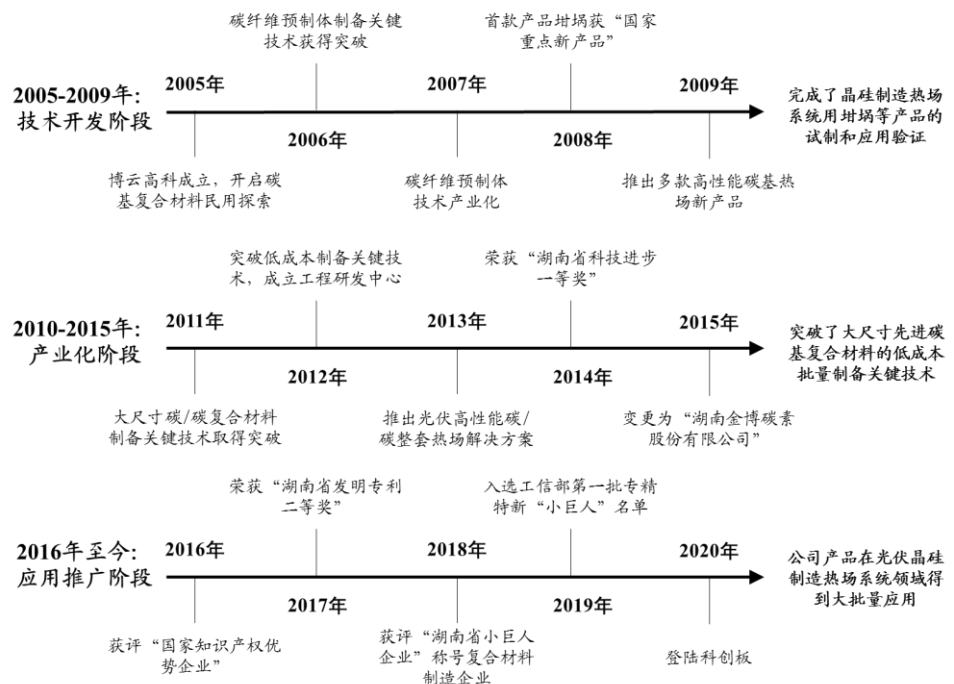 碳纤维预制体制备关键
技术获得突破
首款产品坩埚获“国家
重点新产品”
2005-2009年：
技术开发阶段
2005年
2006年
2007年
2008年
2009年
完成了晶硅制造热场
系统用坩埚等产品的
试制和应用验证
博云高科成立，开启碳
基复合材料民用探索
碳纤维预制体
技术产业化
推出多款高性能碳基热
场新产品
突破低成本制备关键技
术，成立工程研发中心
荣获“湖南省科技进步
一等奖”
2010-2015年：
产业化阶段
2011年
2012年
2013年
2014年
2015年
突破了大尺寸先进碳
基复合材料的低成本
批量制备关键技术
大尺寸碳/碳复合材料
制备关键技术取得突破
推出光伏高性能碳/
碳整套热场解决方案
变更为“湖南金博碳素
股份有限公司”
荣获“湖南省发明专利
二等奖”
入选工信部第一批专精
特新“小巨人”名单
2016年至今：
应用推广阶段
2016年
2017年
2018年
2019年
2020年
公司产品在光伏晶硅
制造热场系统领域得
到大批量应用
获评“国家知识产权优
势企业”
获评“湖南省小巨人
企业”称号复合材料
制造企业
登陆科创板